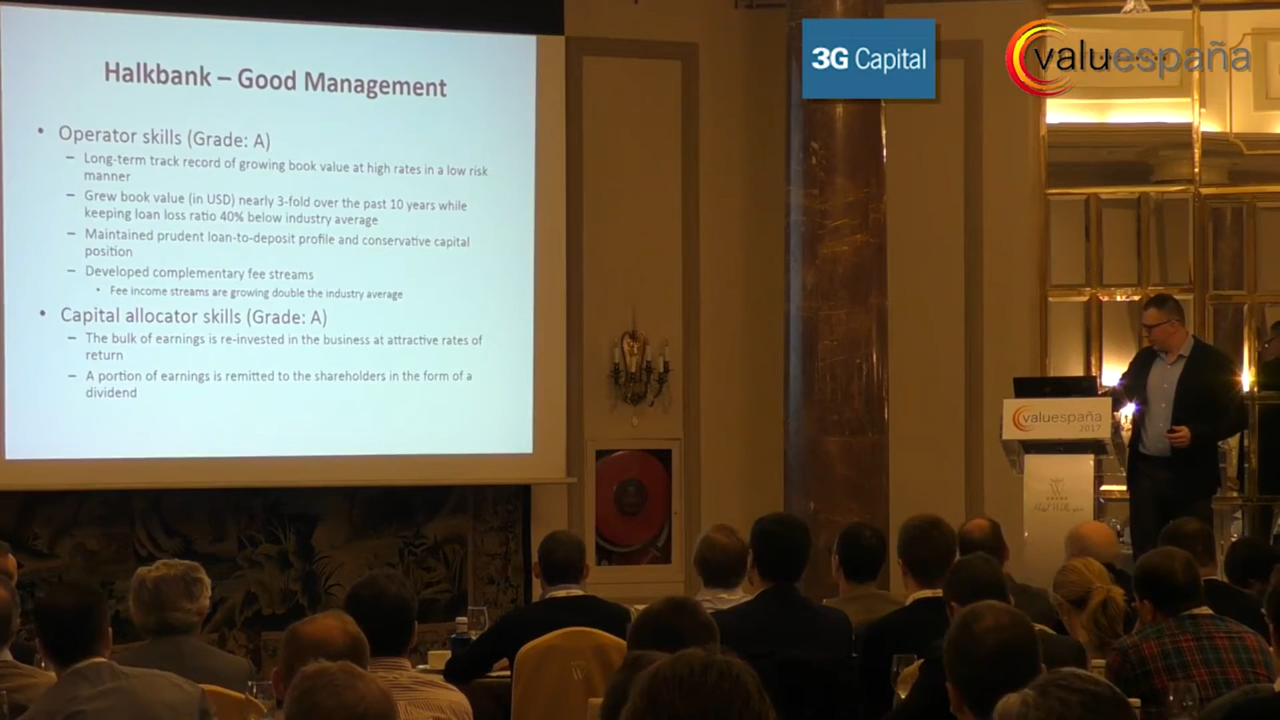 Halkbank – Good Management
• Operator skills (Grade: A)
– Long-term track record of growing book value at high rates in a low risk
manner
– Grew book value (in USD) nearly 3-fold over the past 10 years while
keeping loan loss ratio 40% below industry average
– Maintained prudent loan-to-deposit profile and conservative capital
position
– Developed complementary fee streams
• Fee income streams are growing double the industry average
• Capital allocator skills (Grade: A)
– The bulk of earnings is re-invested in the business at attractive rates of
return
– A portion of earnings is remitted to the shareholders in the form of a
dividend
3G Capital
valuespaña
valuespaña
2017
W